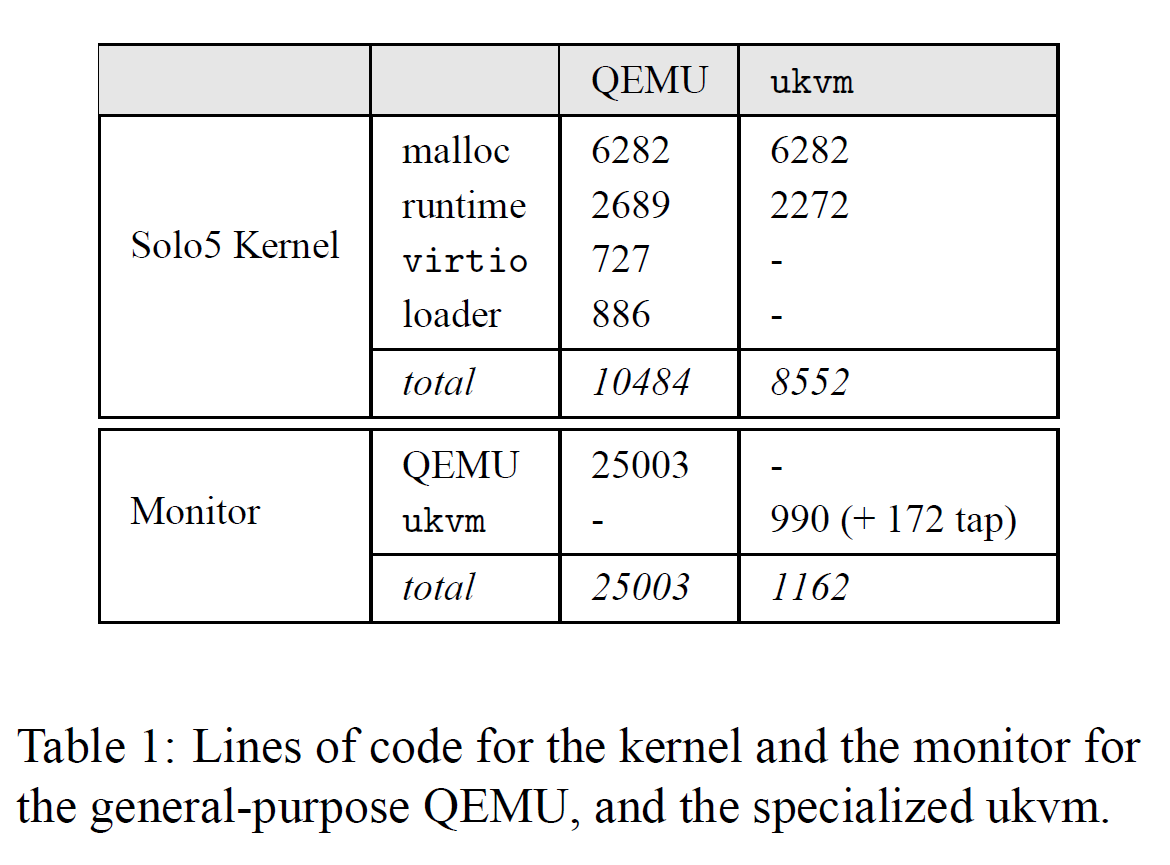 QEMU ukvm
malloc 6282 6282
runtime 2689 2272
Solo5 Kernel
virtio 727 -
loader 886 -
total 10484 8552
QEMU 25003 -
Monitor
ukvm - 990 (+ 172 tap)
total 25003 1162
Table 1: Lines of code for the kernel and the monitor for
the general-purpose QEMU, and the specialized ukvm.